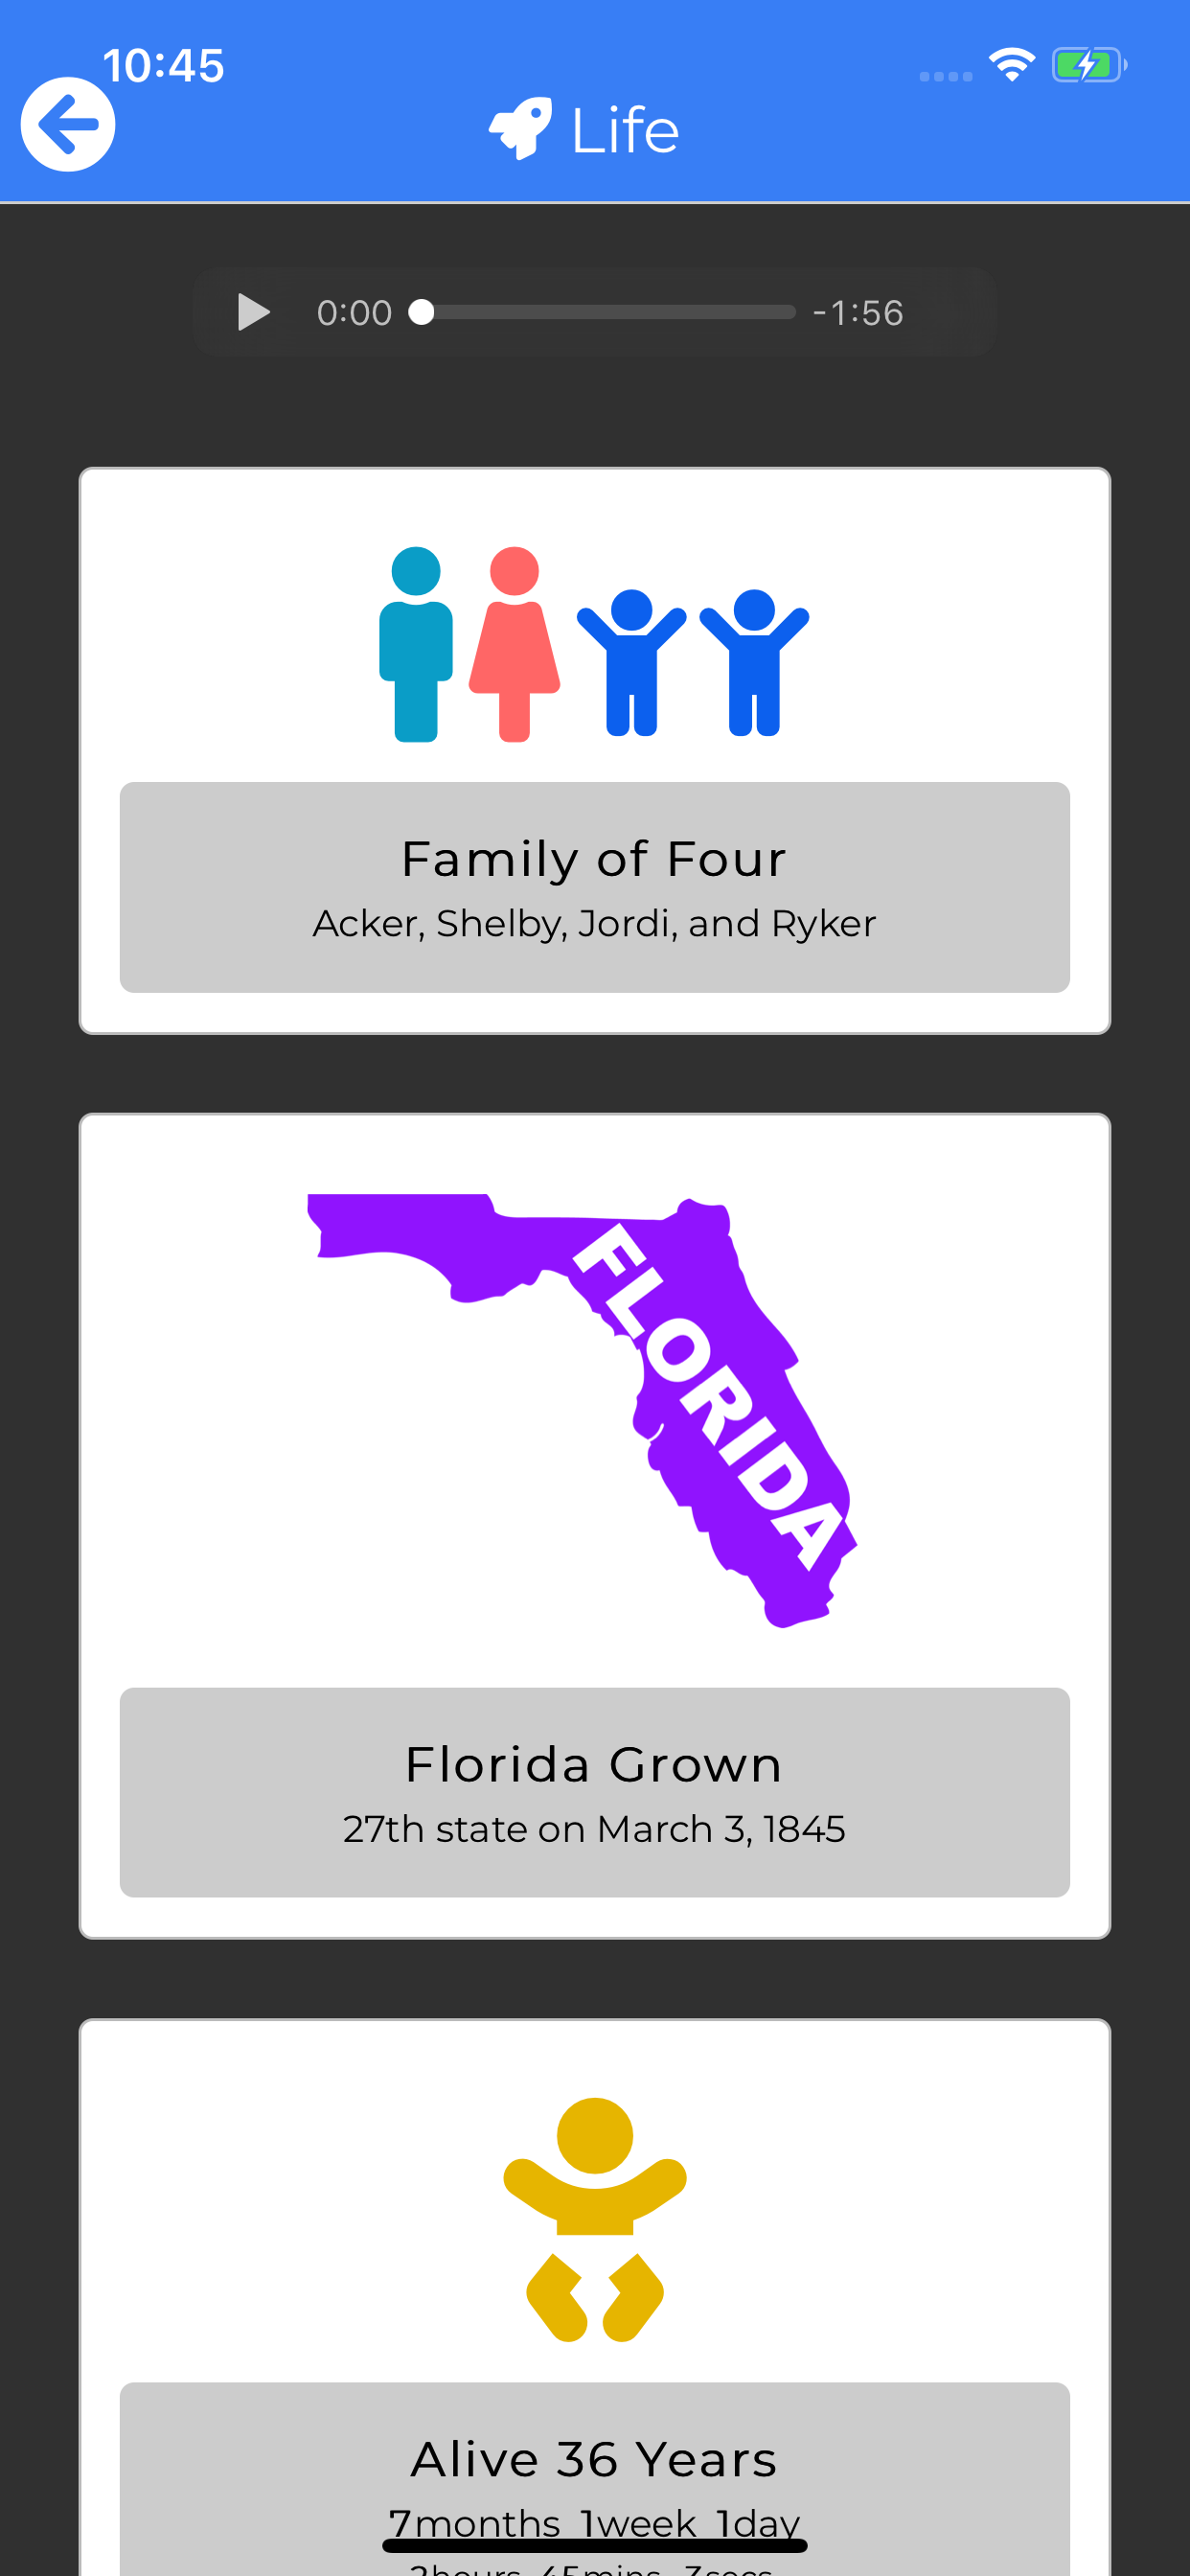 10:45
Life
0:00 -1:56
Family of Four
Acker, Shelby, Jordi, and Ryker
FLORIDA
Florida Grown
27th state on March 3, 1845
Alive 36 Years
7months 1week 1day
45mins